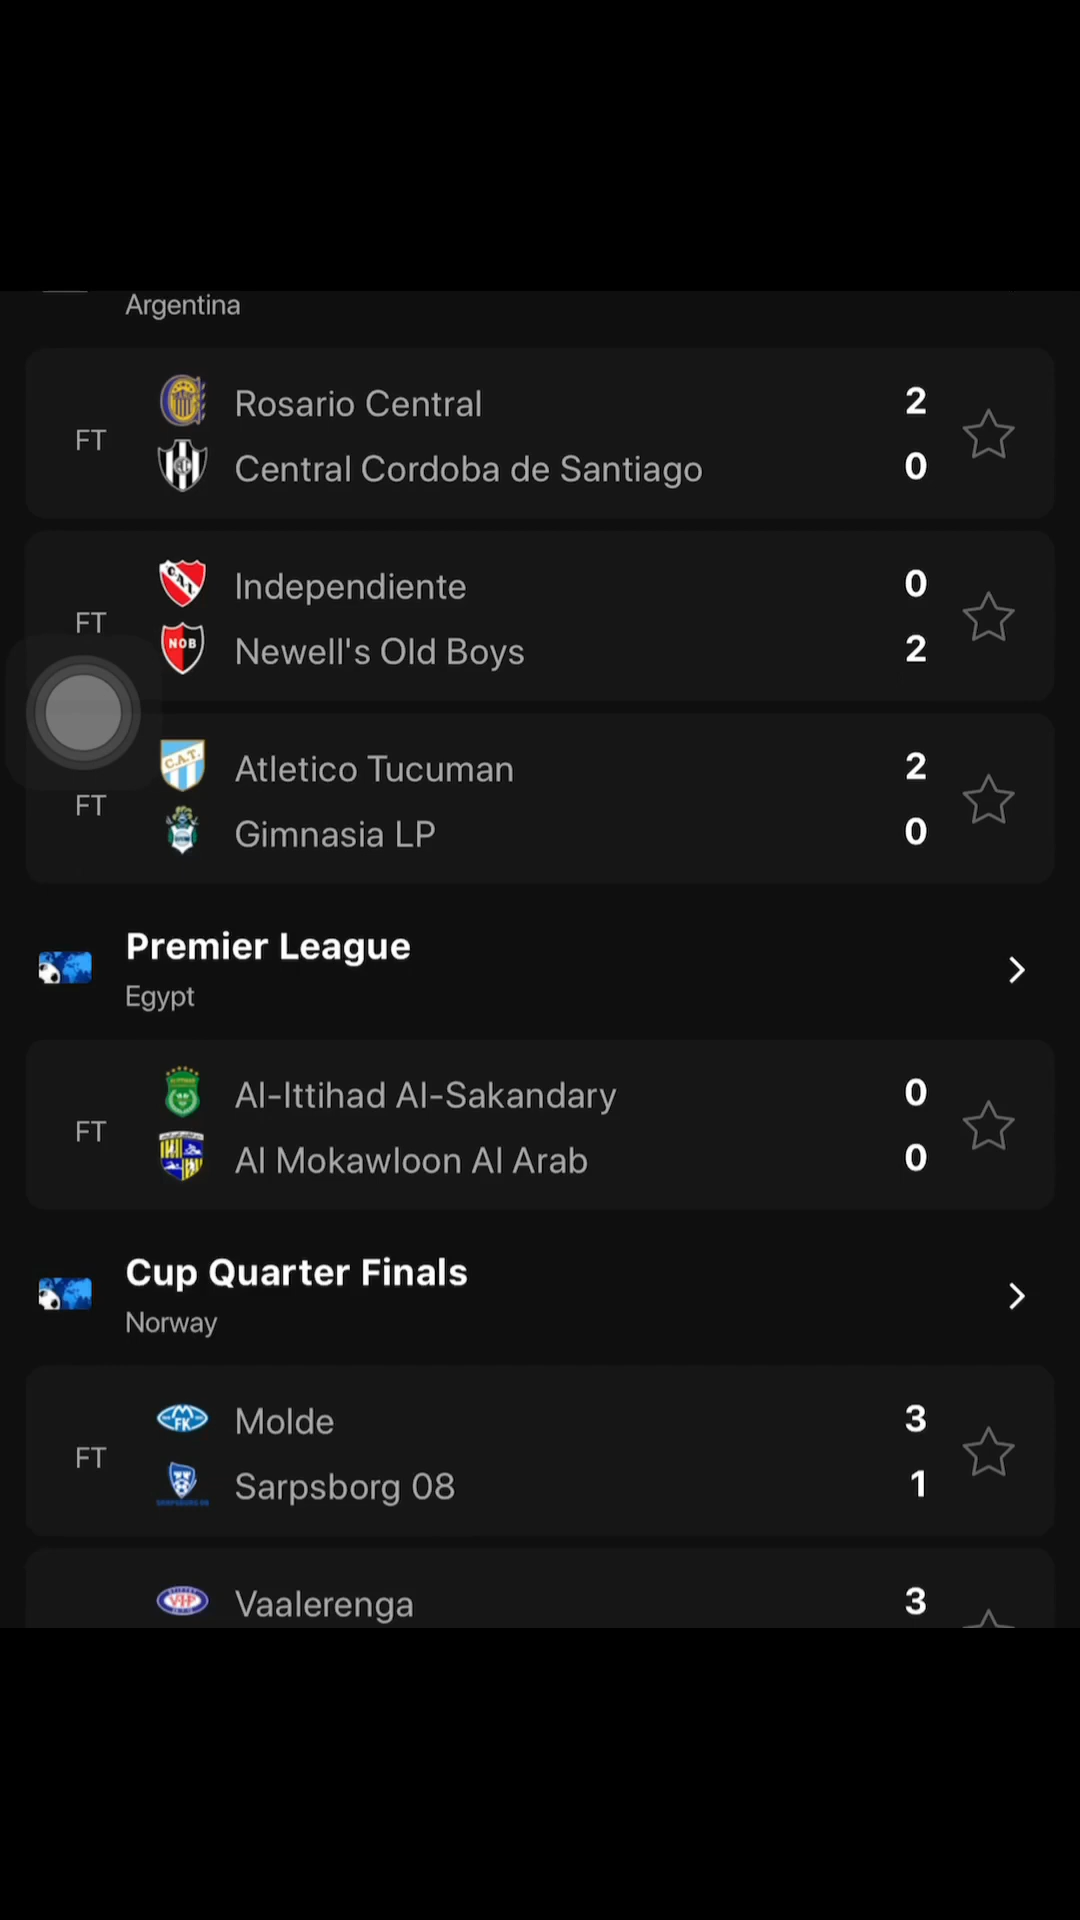 Argentina
Rosario Central 2
FT
Central Cordoba de Santiago 0
Independiente 0
FT
NOB
Newell's Old Boys 2
C.A.T.
Atletico Tucuman 2
FT
Gimnasia LP 0
Premier League
Egypt
Al-Ittihad Al-Sakandary 0
FT
Al Mokawloon Al Arab 0
Cup Quarter Finals
Norway
FK
Molde 3
FT
Sarpsborg 08 1
Vaalerenga 3